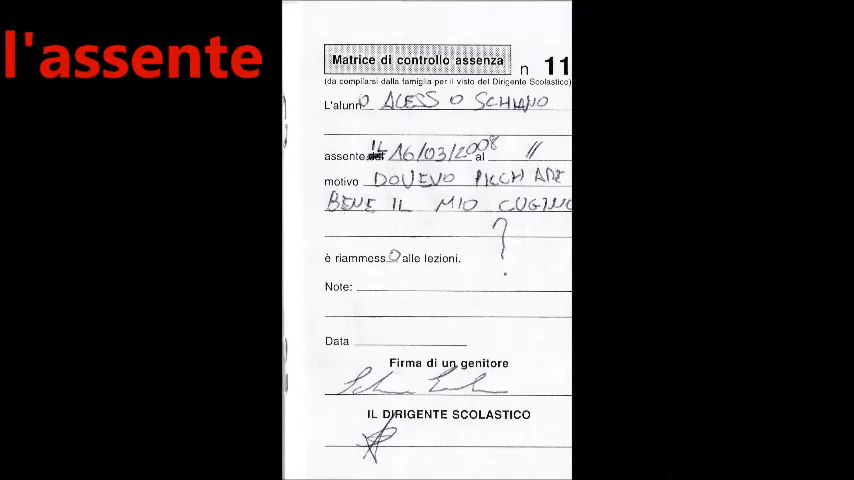 l'assente
Matrice di controllo assenza n 11
(da compilarsi dalla famiglia per il visto del Dirigente Scolastico)
L'alunno ALESSIO SCHIANO
assente IL 16/03/2008 al //
motivo DOVEVO PICCHIARE
BENE IL MIO CUGINO
?
è riammesso alle lezioni.
Note:
Data
Firma di un genitore
IL DIRIGENTE SCOLASTICO